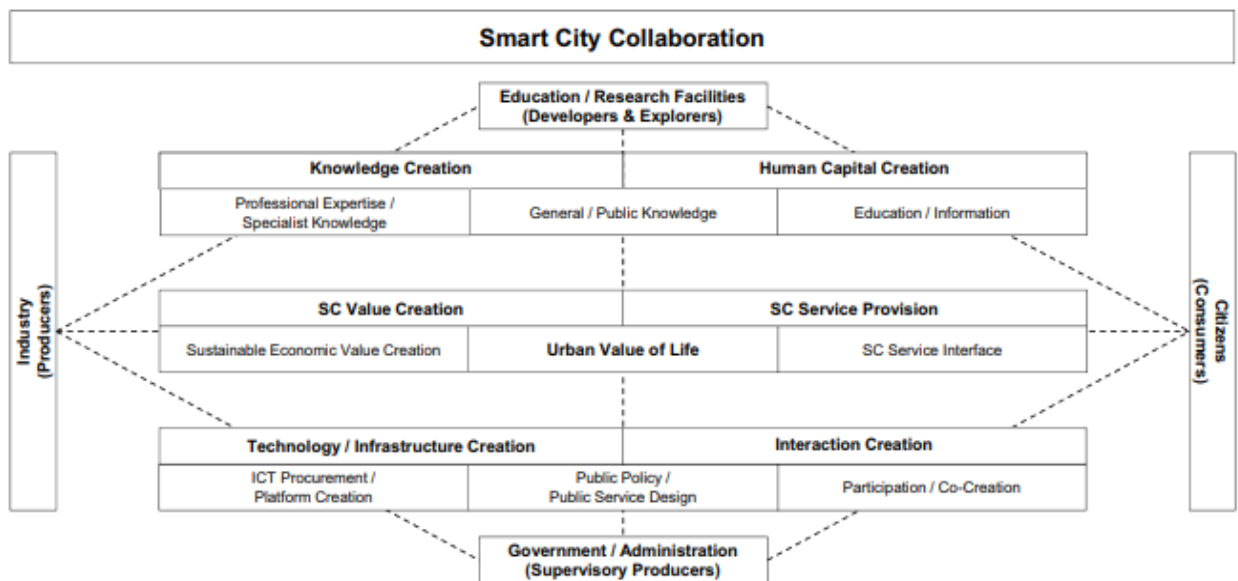 Smart City Collaboration
Education / Research Facilities
(Developers & Explorers)
Knowledge Creation
Human Capital Creation
Professional Expertise /
Specialist Knowledge
General / Public Knowledge
Education / Information
Industry
(Producers)
Citizens
(Consumers)
SC Value Creation
SC Service Provision
Sustainable Economic Value Creation
Urban Value of Life
SC Service Interface
Technology / Infrastructure Creation
Interaction Creation
ICT Procurement /
Platform Creation
Public Policy /
Public Service Design
Participation / Co-Creation
Government / Administration
(Supervisory Producers)